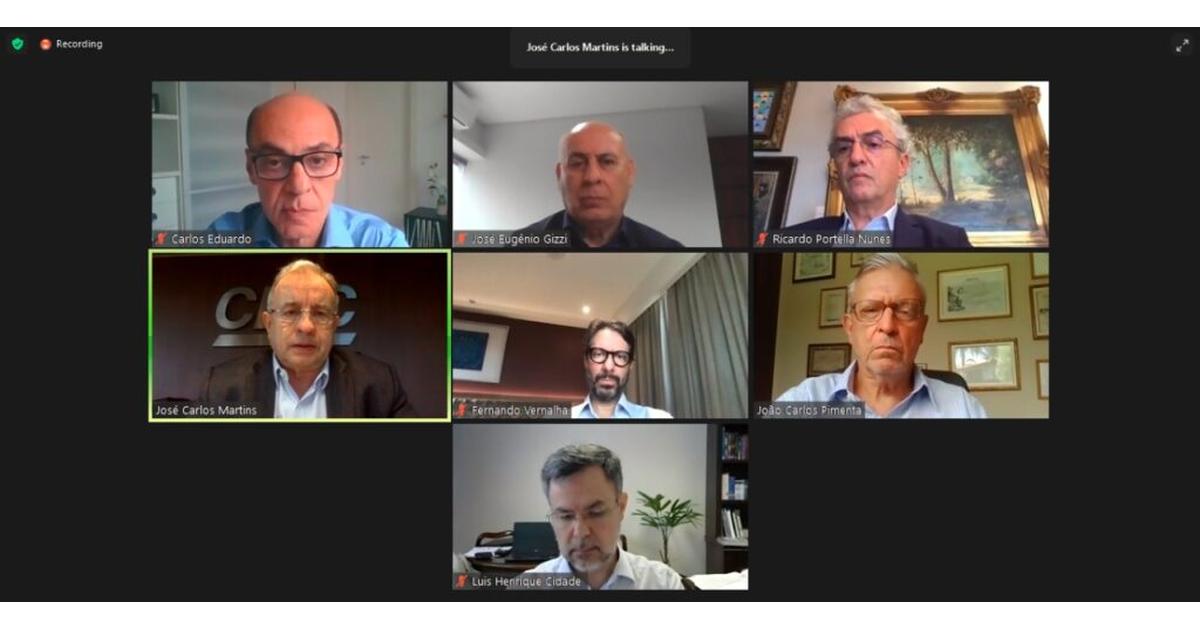 Recording
José Carlos Martins is talking...
Carlos Eduardo
José Eugênio Gizzi
Ricardo Portella Nunes
José Carlos Martins
Fernando Vernalha
João Carlos Pimenta
Luis Henrique Cidade